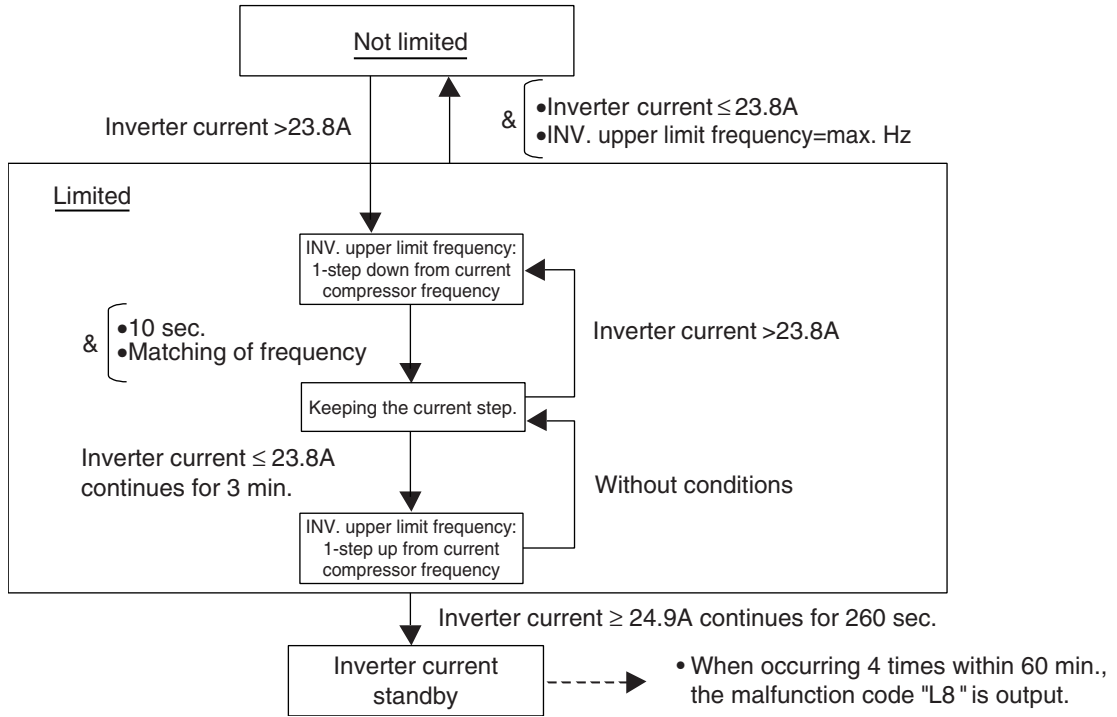 Not limited
Inverter current >23.8A
&
•Inverter current ≤ 23.8A
•INV. upper limit frequency=max. Hz
Limited
INV. upper limit frequency:
1-step down from current
compressor frequency
&
•10 sec.
•Matching of frequency
Inverter current >23.8A
Keeping the current step.
Inverter current ≤ 23.8A
continues for 3 min.
Without conditions
INV. upper limit frequency:
1-step up from current
compressor frequency
Inverter current ≥ 24.9A continues for 260 sec.
Inverter current
standby
• When occurring 4 times within 60 min.,
the malfunction code "L8" is output.